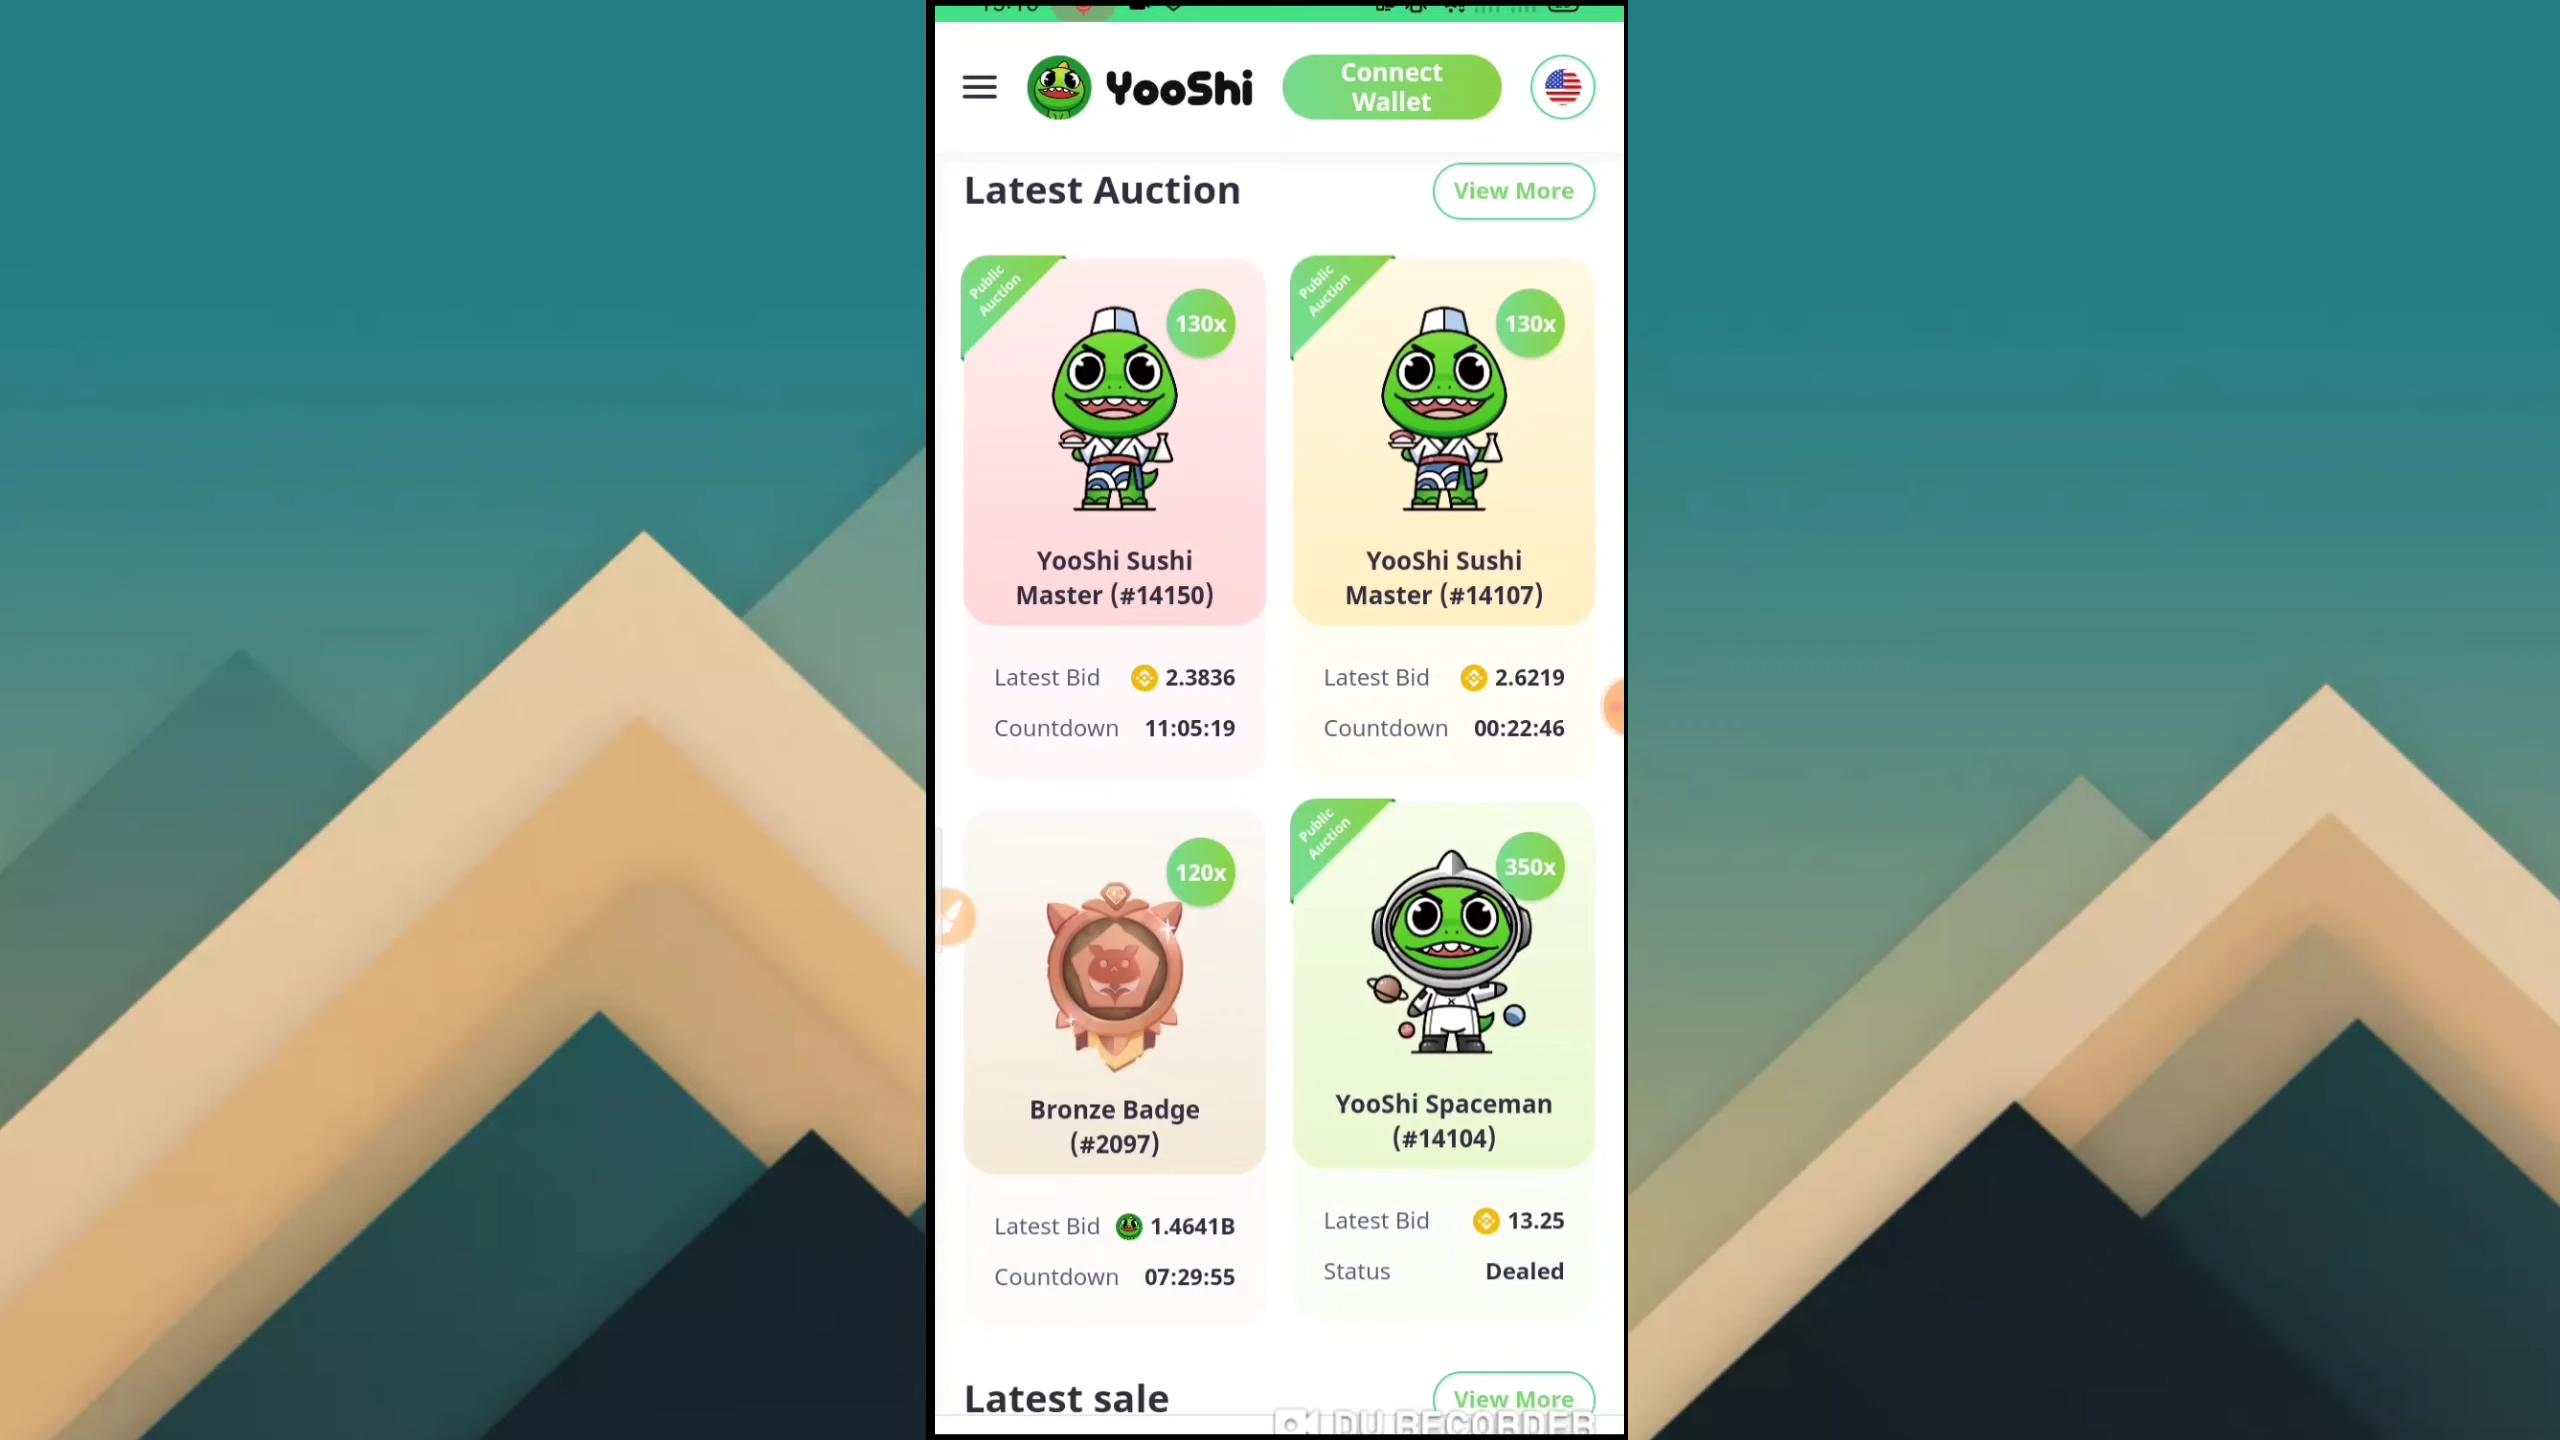 YooShi
Connect
Wallet
Latest Auction
View More
Public
Auction
130x
YooShi Sushi
Master (#14150)
Latest Bid 2.3836
Countdown 11:05:19
Public
Auction
130x
YooShi Sushi
Master (#14107)
Latest Bid 2.6219
Countdown 00:22:46
120x
Bronze Badge
(#2097)
Latest Bid 1.4641B
Countdown 07:29:55
Public
Auction
350x
YooShi Spaceman
(#14104)
Latest Bid 13.25
Status Dealed
Latest sale
View More
DU RECORDER